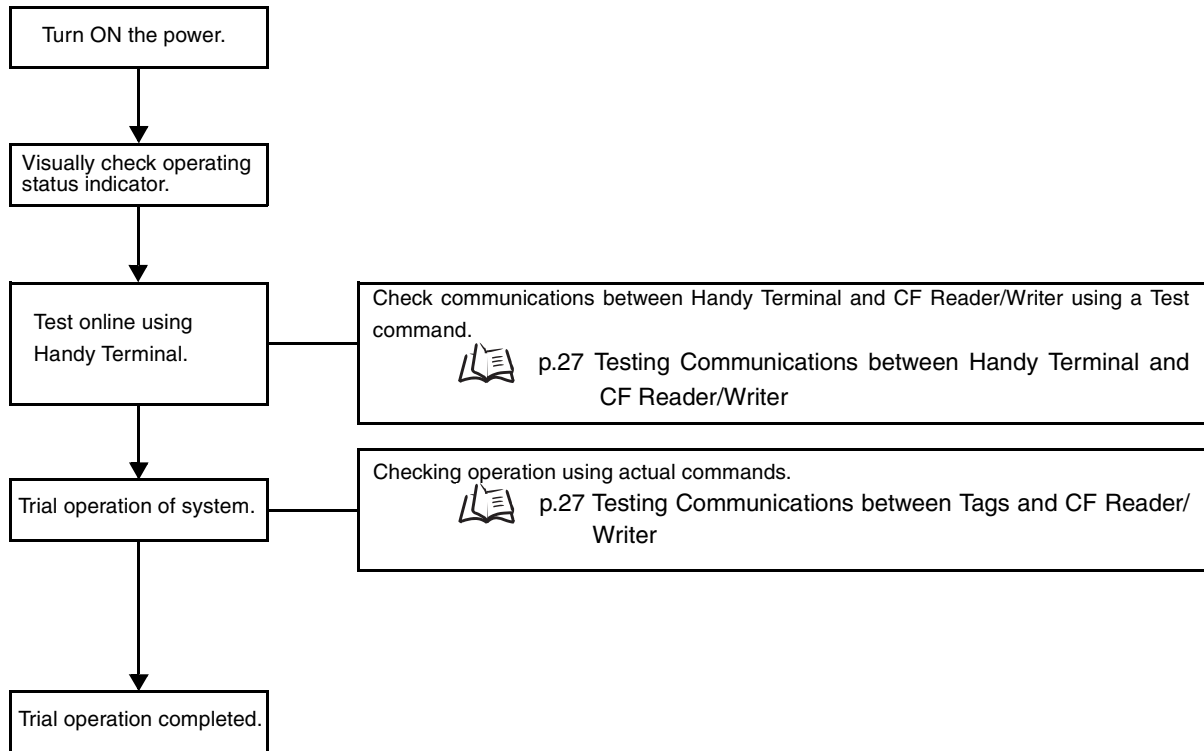 Turn ON the power.
Visually check operating
status indicator.
Test online using
Handy Terminal.
Check communications between Handy Terminal and CF Reader/Writer using a Test
command.
p.27 Testing Communications between Handy Terminal and
CF Reader/Writer
Trial operation of system.
Checking operation using actual commands.
p.27 Testing Communications between Tags and CF Reader/
Writer
Trial operation completed.